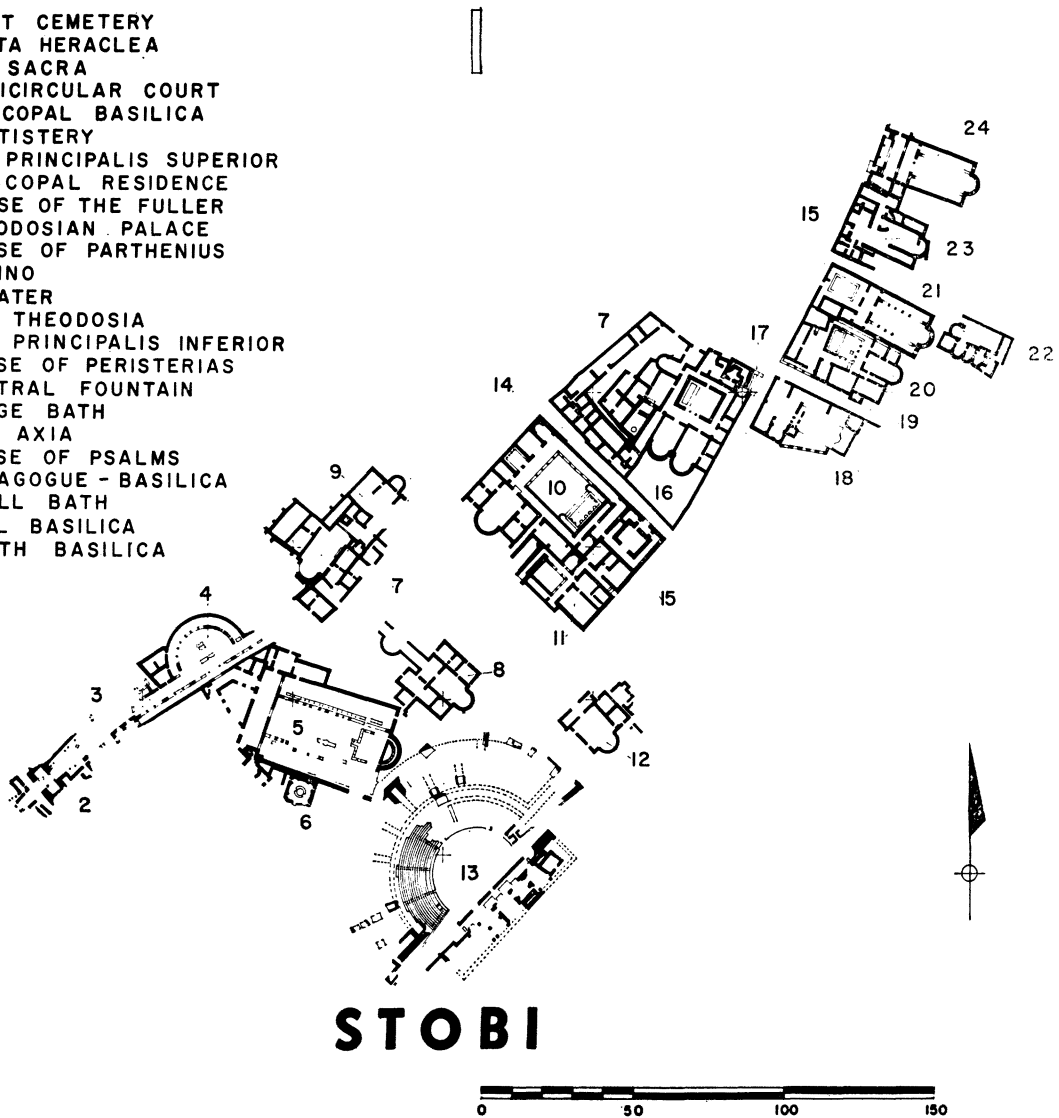 T CEMETERY
TA HERACLEA
SACRA
ICIRCULAR COURT
COPAL BASILICA
TISTERY
PRINCIPALIS SUPERIOR
COPAL RESIDENCE
SE OF THE FULLER
ODOSIAN PALACE
SE OF PARTHENIUS
INO
ATER
THEODOSIA
PRINCIPALIS INFERIOR
SE OF PERISTERIAS
TRAL FOUNTAIN
GE BATH
AXIA
SE OF PSALMS
AGOGUE - BASILICA
LL BATH
L BASILICA
TH BASILICA
24
15
23
21
7
17
22
14
20
19
18
9
10
16
7
15
4
11
8
3
5
12
2
6
13
STOBI
0 50 100 150